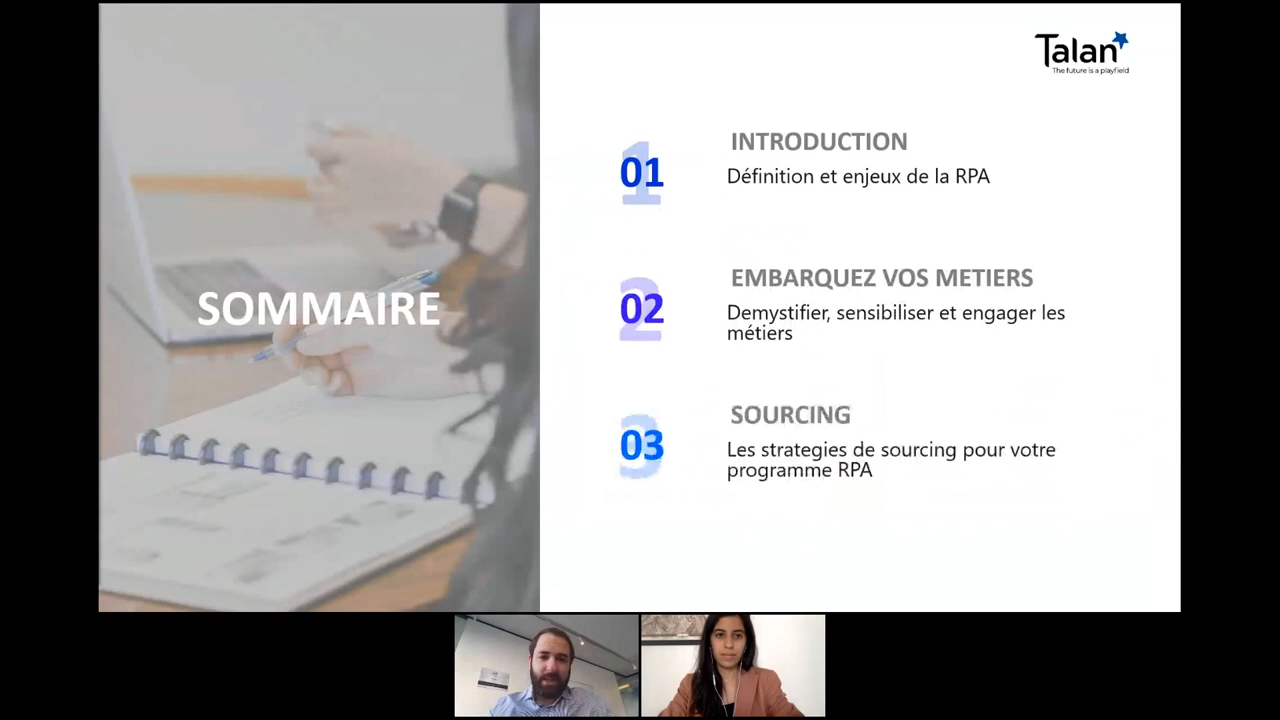 Talan
The future is a playfield
SOMMAIRE
01
INTRODUCTION
Définition et enjeux de la RPA
02
EMBARQUEZ VOS METIERS
Demystifier, sensibiliser et engager les
métiers
03
SOURCING
Les strategies de sourcing pour votre
programme RPA